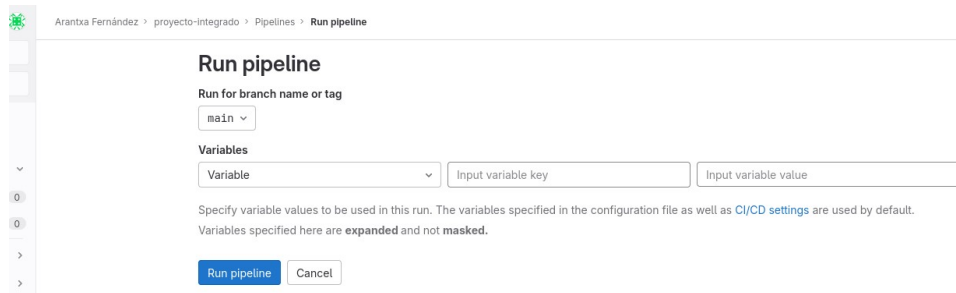 Arantxa Fernández > proyecto-integrado > Pipelines > Run pipeline
Run pipeline
Run for branch name or tag
main
Variables
Variable Input variable key Input variable value
0
Specify variable values to be used in this run. The variables specified in the configuration file as well as CI/CD settings are used by default.
0
Variables specified here are expanded and not masked.
Run pipeline Cancel